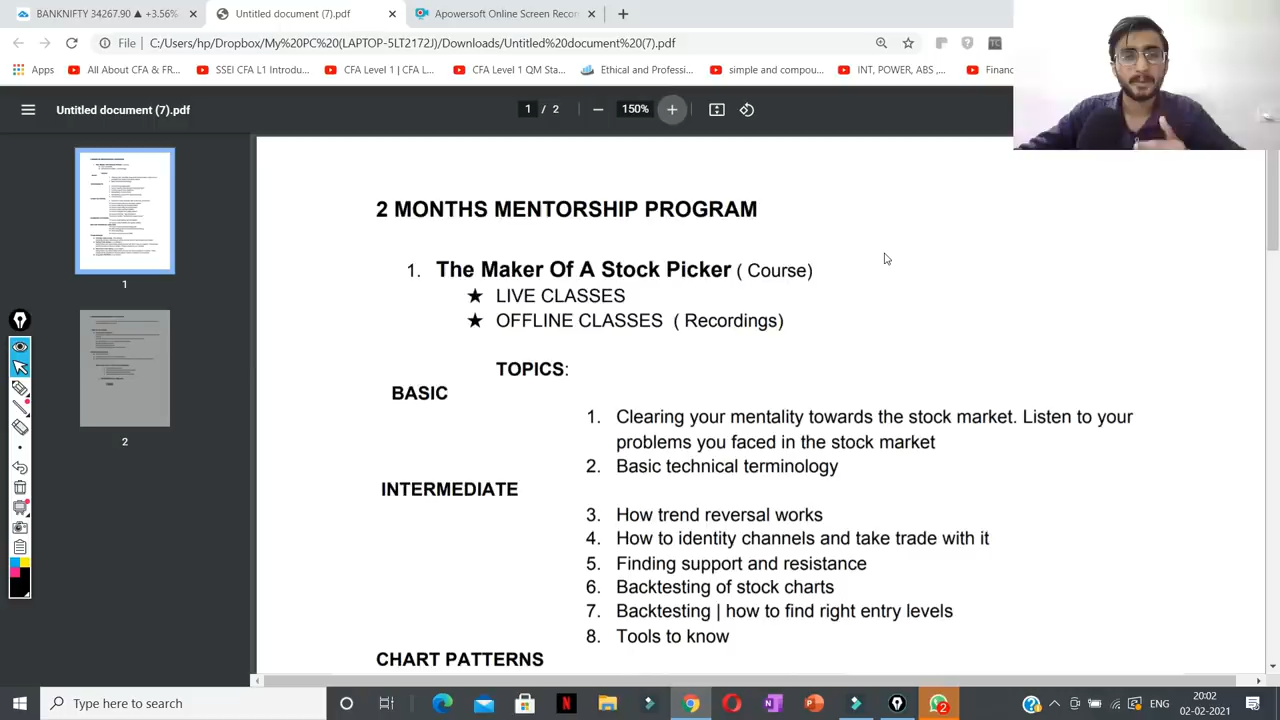 BANKNIFTY 34267.90 ▲ +3.56%
Untitled document (7).pdf
Apowersoft Online Screen Recor
File
C:/Users/hp/Dropbox/My%20PC(LAPTOP-5LT2172J)/Downloads/Untitled%20document%20(7).pdf
TC
Apps
All About CFA & FR...
SSEI CFA L1 Introdu...
CFA Level 1 | CFA L...
CFA Level 1 QM Sta...
Ethical and Professi...
simple and compou...
INT, POWER, ABS ,...
Financ
Untitled document (7).pdf
1 / 2
150%
1
2
2 MONTHS MENTORSHIP PROGRAM
1. The Maker Of A Stock Picker ( Course)
★ LIVE CLASSES
★ OFFLINE CLASSES ( Recordings)
TOPICS:
BASIC
1. Clearing your mentality towards the stock market. Listen to your
problems you faced in the stock market
2. Basic technical terminology
INTERMEDIATE
3. How trend reversal works
4. How to identity channels and take trade with it
5. Finding support and resistance
6. Backtesting of stock charts
7. Backtesting | how to find right entry levels
8. Tools to know
CHART PATTERNS
Type here to search
2
ENG
20:02
02-02-2021